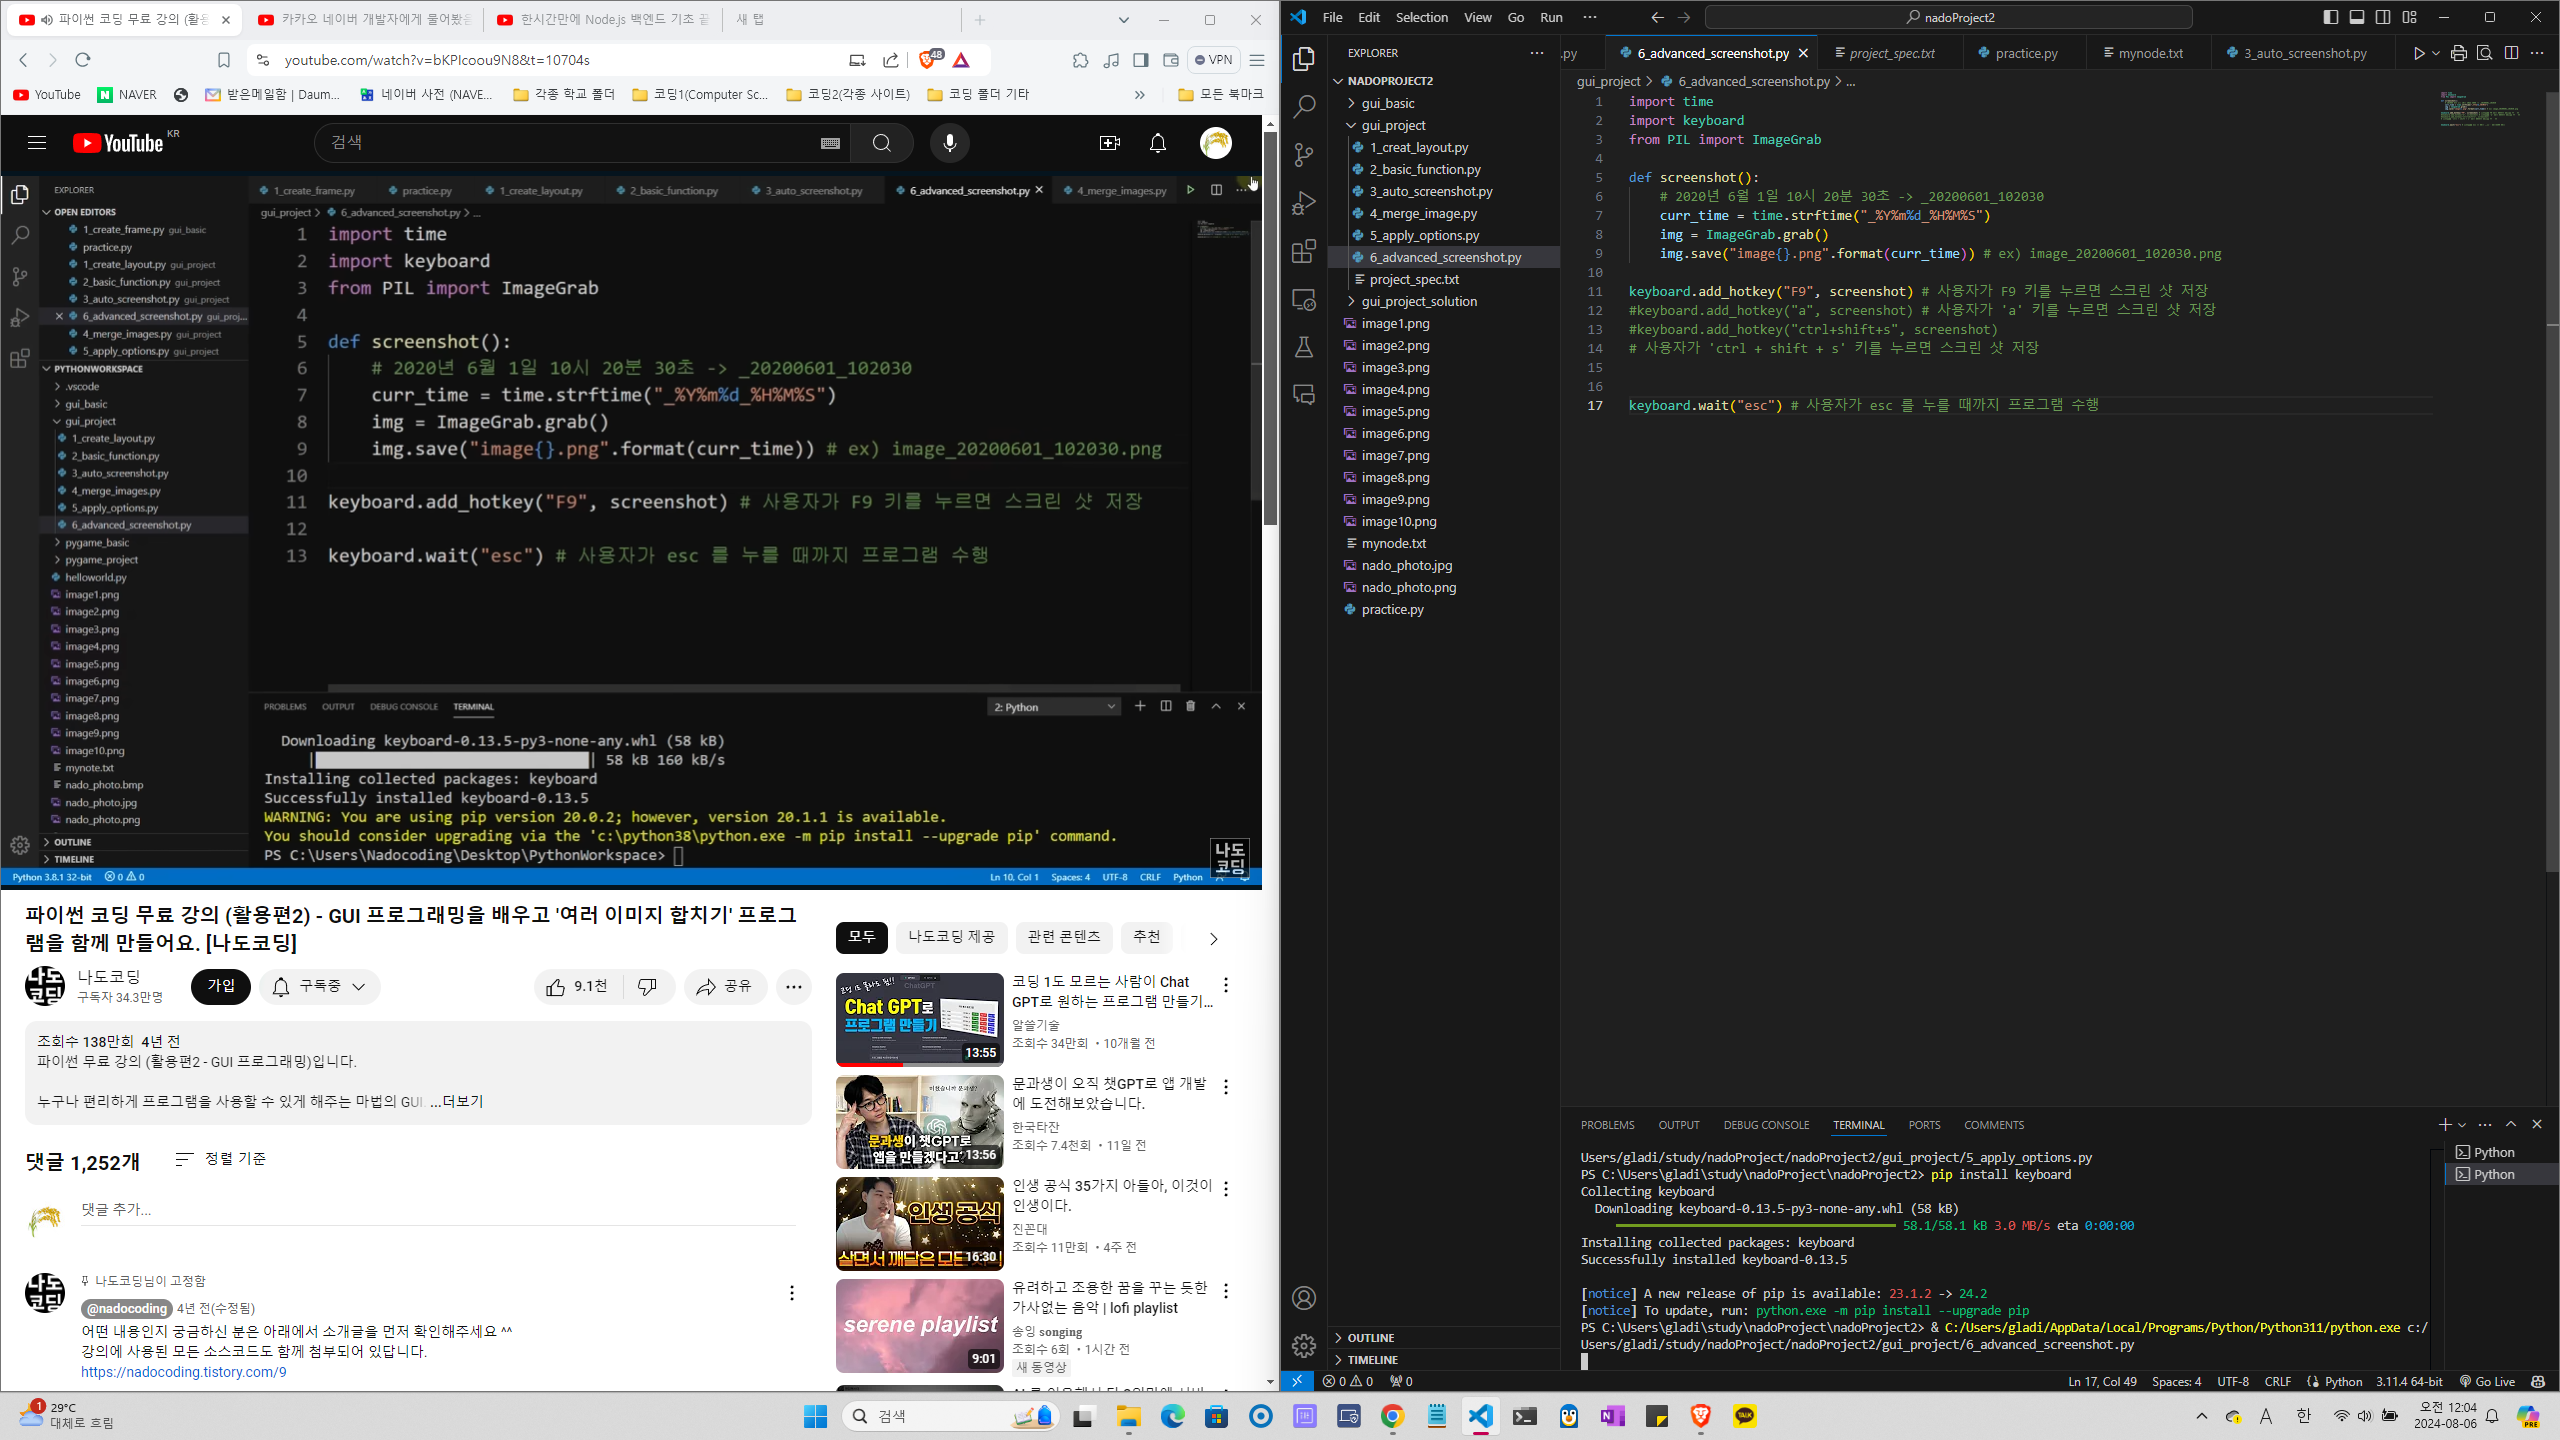 파이썬 코딩 무료 강의 (활용
카카오 네이버 개발자에게 물어봤
한시간만에 Node.js 백엔드 기초 끝
새 탭
youtube.com/watch?v=bKPIcoou9N8&t=10704s
48
VPN
YouTube
NAVER
받은메일함 | Daum...
네이버 사전 (NAVE...
각종 학교 폴더
코딩1(Computer Sc...
코딩2(각종 사이트)
코딩 폴더 기타
모든 북마크
YouTube KR
검색
EXPLORER
1_create_frame.py
practice.py
1_create_layout.py
2_basic_function.py
3_auto_screenshot.py
6_advanced_screenshot.py
4_merge_images.py
gui_project > 6_advanced_screenshot.py > ...
OPEN EDITORS
1_create_frame.py gui_basic
practice.py
1_create_layout.py gui_project
2_basic_function.py gui_project
3_auto_screenshot.py gui_project
6_advanced_screenshot.py gui_proj...
4_merge_images.py gui_project
5_apply_options.py gui_project
PYTHONWORKSPACE
.vscode
gui_basic
gui_project
1_create_layout.py
2_basic_function.py
3_auto_screenshot.py
4_merge_images.py
5_apply_options.py
6_advanced_screenshot.py
pygame_basic
pygame_project
helloworld.py
image1.png
image2.png
image3.png
image4.png
image5.png
image6.png
image7.png
image8.png
image9.png
image10.png
mynote.txt
nado_photo.bmp
nado_photo.jpg
nado_photo.png
OUTLINE
TIMELINE
1 import time
2 import keyboard
3 from PIL import ImageGrab
4
5 def screenshot():
6 # 2020년 6월 1일 10시 20분 30초 -> _20200601_102030
7 curr_time = time.strftime("_%Y%m%d_%H%M%S")
8 img = ImageGrab.grab()
9 img.save("image{}.png".format(curr_time)) # ex) image_20200601_102030.png
10
11 keyboard.add_hotkey("F9", screenshot) # 사용자가 F9 키를 누르면 스크린 샷 저장
12
13 keyboard.wait("esc") # 사용자가 esc 를 누를 때까지 프로그램 수행
PROBLEMS OUTPUT DEBUG CONSOLE TERMINAL
2: Python
Downloading keyboard-0.13.5-py3-none-any.whl (58 kB)
58 kB 160 kB/s
Installing collected packages: keyboard
Successfully installed keyboard-0.13.5
WARNING: You are using pip version 20.0.2; however, version 20.1.1 is available.
You should consider upgrading via the 'c:\python38\python.exe -m pip install --upgrade pip' command.
PS C:\Users\Nadocoding\Desktop\PythonWorkspace>
나도
코딩
Python 3.8.1 32-bit 0 0
Ln 10, Col 1 Spaces: 4 UTF-8 CRLF Python
파이썬 코딩 무료 강의 (활용편2) - GUI 프로그래밍을 배우고 '여러 이미지 합치기' 프로그
램을 함께 만들어요. [나도코딩]
나도
코딩
나도코딩
구독자 34.3만명
가입
구독중
9.1천
공유
조회수 138만회 4년 전
파이썬 무료 강의 (활용편2 - GUI 프로그래밍)입니다.
누구나 편리하게 프로그램을 사용할 수 있게 해주는 마법의 GUI ...더보기
댓글 1,252개
정렬 기준
댓글 추가...
나도
코딩
나도코딩님이 고정함
@nadocoding 4년 전(수정됨)
어떤 내용인지 궁금하신 분은 아래에서 소개글을 먼저 확인해주세요 ^^
강의에 사용된 모든 소스코드도 함께 첨부되어 있답니다.
https://nadocoding.tistory.com/9
모두
나도코딩 제공
관련 콘텐츠
추천
Chat GPT로
프로그램 만들기
13:55
코딩 1도 모르는 사람이 Chat
GPT로 원하는 프로그램 만들기...
알쓸기술
조회수 34만회 • 10개월 전
문과생이 챗GPT로
앱을 만들겠다고?
13:56
문과생이 오직 챗GPT로 앱 개발
에 도전해보았습니다.
한국타잔
조회수 7.4천회 • 11일 전
인생 공식
16:30
인생 공식 35가지 아들아, 이것이
인생이다.
진꼰대
조회수 11만회 • 4주 전
serene playlist
9:01
유려하고 조용한 꿈을 꾸는 듯한
가사없는 음악 | lofi playlist
송잉 songing
조회수 6회 • 1시간 전
새 동영상
File Edit Selection View Go Run ...
nadoProject2
EXPLORER
NADOPROJECT2
gui_basic
gui_project
1_creat_layout.py
2_basic_function.py
3_auto_screenshot.py
4_merge_image.py
5_apply_options.py
6_advanced_screenshot.py
project_spec.txt
gui_project_solution
image1.png
image2.png
image3.png
image4.png
image5.png
image6.png
image7.png
image8.png
image9.png
image10.png
mynode.txt
nado_photo.jpg
nado_photo.png
practice.py
OUTLINE
TIMELINE
.py
6_advanced_screenshot.py
project_spec.txt
practice.py
mynode.txt
3_auto_screenshot.py
gui_project > 6_advanced_screenshot.py > ...
1 import time
2 import keyboard
3 from PIL import ImageGrab
4
5 def screenshot():
6 # 2020년 6월 1일 10시 20분 30초 -> _20200601_102030
7 curr_time = time.strftime("_%Y%m%d_%H%M%S")
8 img = ImageGrab.grab()
9 img.save("image{}.png".format(curr_time)) # ex) image_20200601_102030.png
10
11 keyboard.add_hotkey("F9", screenshot) # 사용자가 F9 키를 누르면 스크린 샷 저장
12 #keyboard.add_hotkey("a", screenshot) # 사용자가 'a' 키를 누르면 스크린 샷 저장
13 #keyboard.add_hotkey("ctrl+shift+s", screenshot)
14 # 사용자가 'ctrl + shift + s' 키를 누르면 스크린 샷 저장
15
16
17 keyboard.wait("esc") # 사용자가 esc 를 누를 때까지 프로그램 수행
PROBLEMS OUTPUT DEBUG CONSOLE TERMINAL PORTS COMMENTS
Users/gladi/study/nadoProject/nadoProject2/gui_project/5_apply_options.py
PS C:\Users\gladi\study\nadoProject\nadoProject2> pip install keyboard
Collecting keyboard
Downloading keyboard-0.13.5-py3-none-any.whl (58 kB)
58.1/58.1 kB 3.0 MB/s eta 0:00:00
Installing collected packages: keyboard
Successfully installed keyboard-0.13.5
[notice] A new release of pip is available: 23.1.2 -> 24.2
[notice] To update, run: python.exe -m pip install --upgrade pip
PS C:\Users\gladi\study\nadoProject\nadoProject2> & C:/Users/gladi/AppData/Local/Programs/Python/Python311/python.exe c:/
Users/gladi/study/nadoProject/nadoProject2/gui_project/6_advanced_screenshot.py
Python
Python
0 0 0
Ln 17, Col 49 Spaces: 4 UTF-8 CRLF Python 3.11.4 64-bit Go Live
1
29°C
대체로 흐림
검색
TALK
PRE
A
한
오전 12:04
2024-08-06